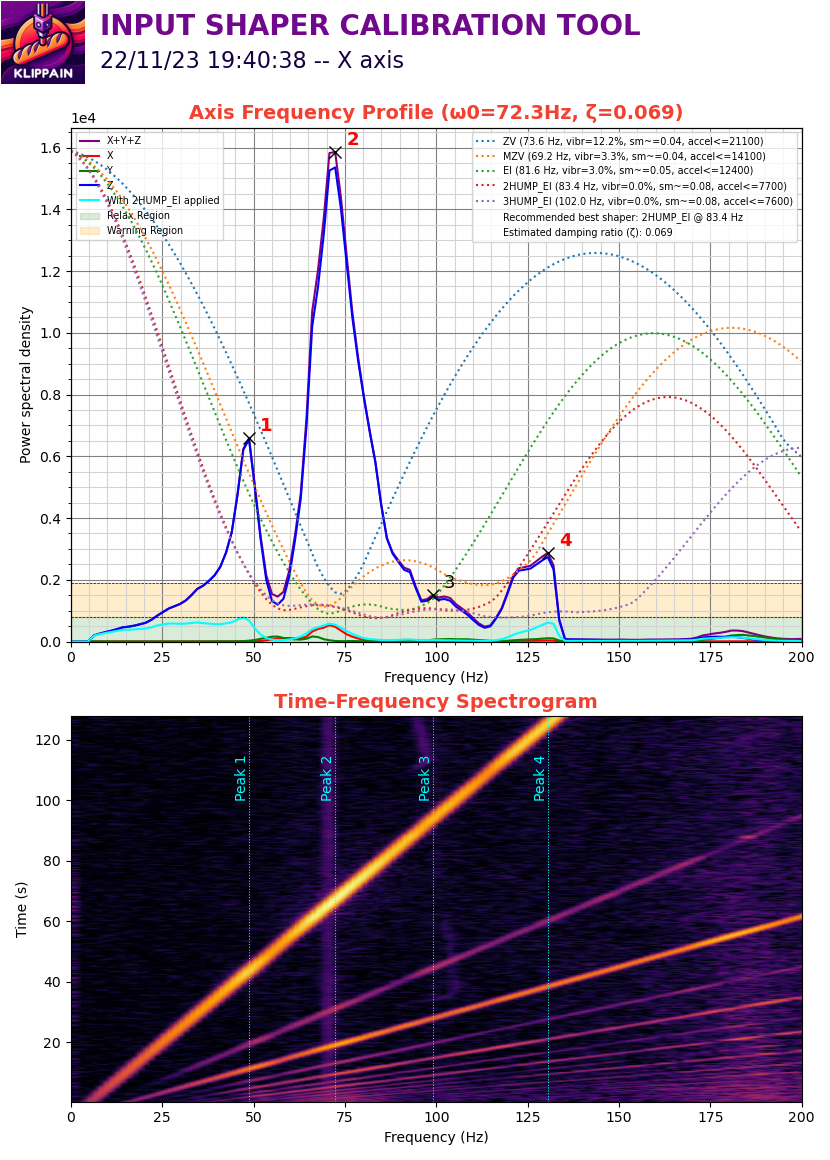 INPUT SHAPER CALIBRATION TOOL
KLIPPAIN
22/11/23 19:40:38 -- X axis
Axis Frequency Profile (ω0=72.3Hz, ζ=0.069)
1e4
X+Y+Z
X
Y
Z
With 2HUMP_EI applied
Relax Region
Warning Region
ZV (73.6 Hz, vibr=12.2%, sm~=0.04, accel<=21100)
MZV (69.2 Hz, vibr=3.3%, sm~=0.04, accel<=14100)
EI (81.6 Hz, vibr=3.0%, sm~=0.05, accel<=12400)
2HUMP_EI (83.4 Hz, vibr=0.0%, sm~=0.08, accel<=7700)
3HUMP_EI (102.0 Hz, vibr=0.0%, sm~=0.08, accel<=7600)
Recommended best shaper: 2HUMP_EI @ 83.4 Hz
Estimated damping ratio (ζ): 0.069
1
2
3
4
Power spectral density
1.6
1.4
1.2
1.0
0.8
0.6
0.4
0.2
0.0
0 25 50 75 100 125 150 175 200
Frequency (Hz)
Time-Frequency Spectrogram
Time (s)
120
100
80
60
40
20
Peak 1
Peak 2
Peak 3
Peak 4
0 25 50 75 100 125 150 175 200
Frequency (Hz)